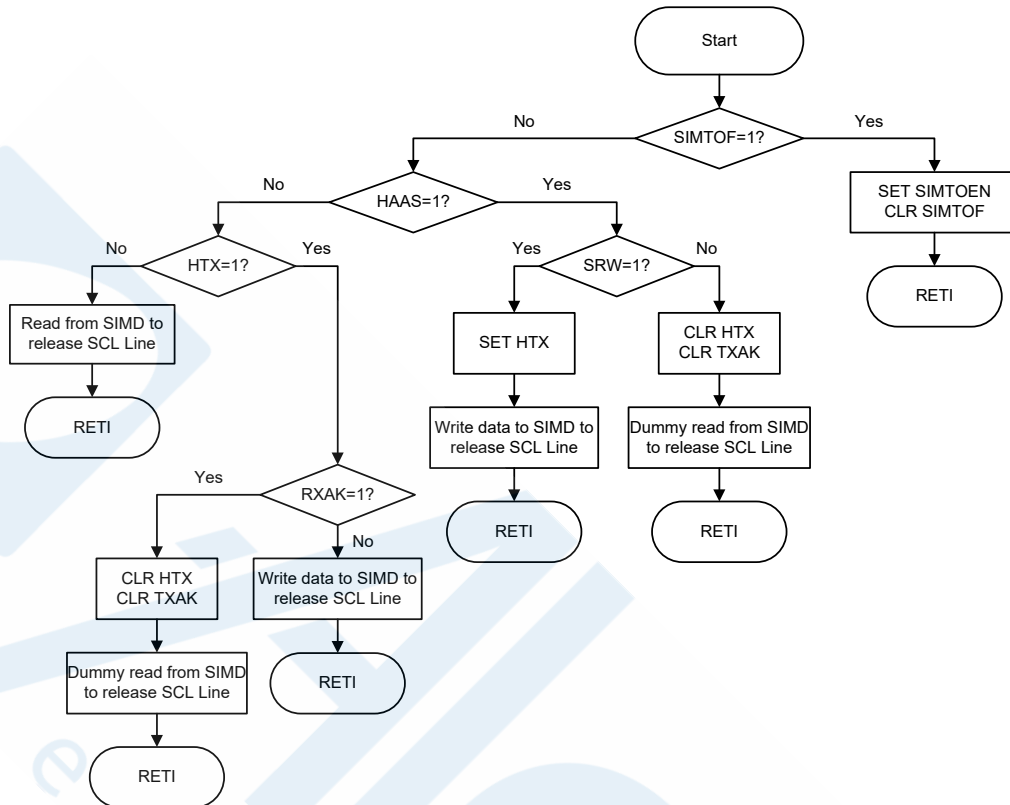 Start
No
SIMTOF=1?
Yes
No
HAAS=1?
Yes
SET SIMTOEN
CLR SIMTOF
No
HTX=1?
Yes
Yes
SRW=1?
No
RETI
Read from SIMD to
release SCL Line
SET HTX
CLR HTX
CLR TXAK
RETI
Write data to SIMD to
release SCL Line
Dummy read from SIMD
to release SCL Line
Yes
RXAK=1?
No
RETI
RETI
CLR HTX
CLR TXAK
Write data to SIMD to
release SCL Line
Dummy read from SIMD
to release SCL Line
RETI
RETI